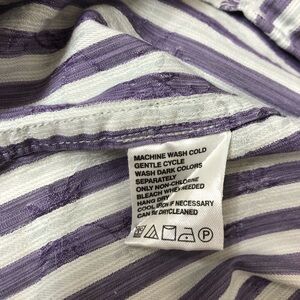 MACHINE WASH COLD
GENTLE CYCLE
WASH DARK COLORS
SEPARATELY
ONLY NON-CHLORINE
BLEACH WHEN NEEDED
HANG DRY
COOL IRON IF NECESSARY
CAN BE DRYCLEANED
P